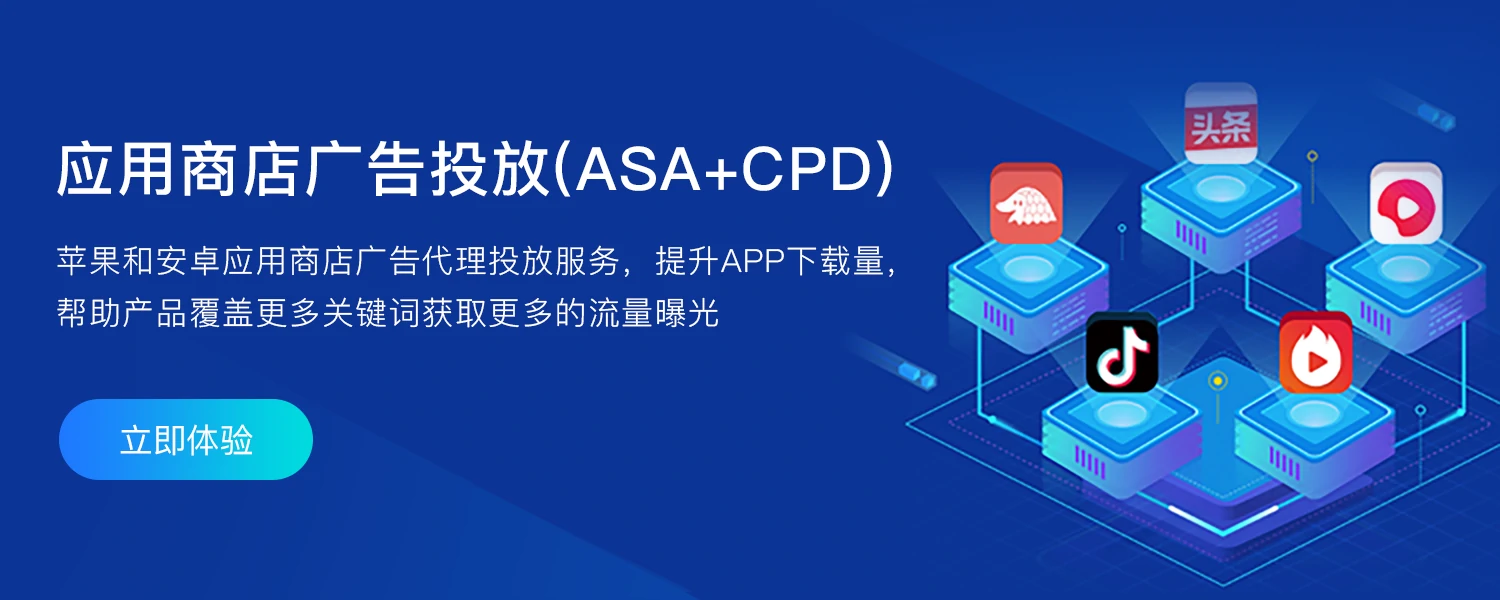 应用商店广告投放(ASA+CPD)
苹果和安卓应用商店广告代理投放服务，提升APP下载量，
帮助产品覆盖更多关键词获取更多的流量曝光
立即体验
头条